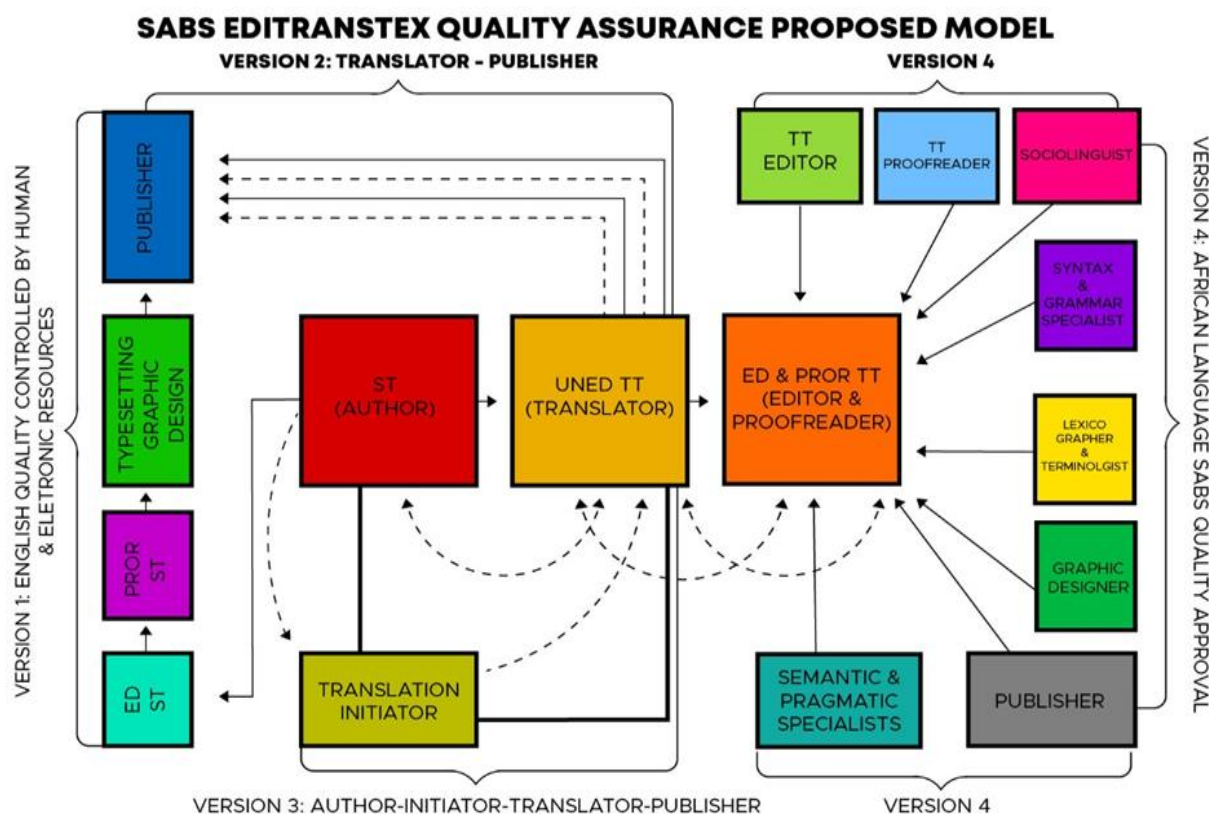 SABS EDITRANSTEX QUALITY ASSURANCE PROPOSED MODEL
VERSION 2: TRANSLATOR - PUBLISHER
VERSION 4
VERSION 1: ENGLISH QUALITY CONTROLLED BY HUMAN
& ELETRONIC RESOURCES
PUBLISHER
TYPESETTING
GRAPHIC
DESIGN
PROR
ST
ED
ST
ST
(AUTHOR)
UNED TT
(TRANSLATOR)
ED & PROR TT
(EDITOR &
PROOFREADER)
TRANSLATION
INITIATOR
TT
EDITOR
TT
PROOFREADER
SOCIOLINGUIST
SYNTAX
&
GRAMMAR
SPECIALIST
LEXICO
GRAPHER
&
TERMINOLGIST
GRAPHIC
DESIGNER
SEMANTIC &
PRAGMATIC
SPECIALISTS
PUBLISHER
VERSION 4: AFRICAN LANGUAGE SABS QUALITY APPROVAL
VERSION 3: AUTHOR-INITIATOR-TRANSLATOR-PUBLISHER
VERSION 4